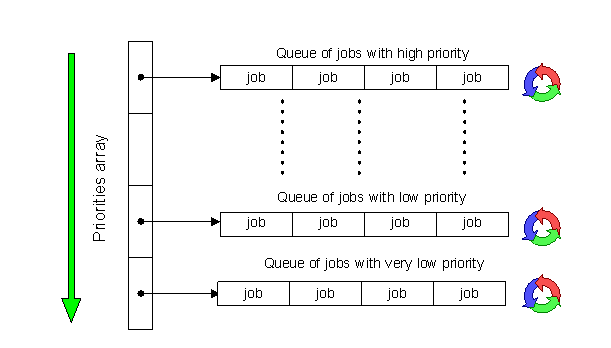 Queue of jobs with high priority
job job job job
Priorities array
Queue of jobs with low priority
job job job job
Queue of jobs with very low priority
job job job job